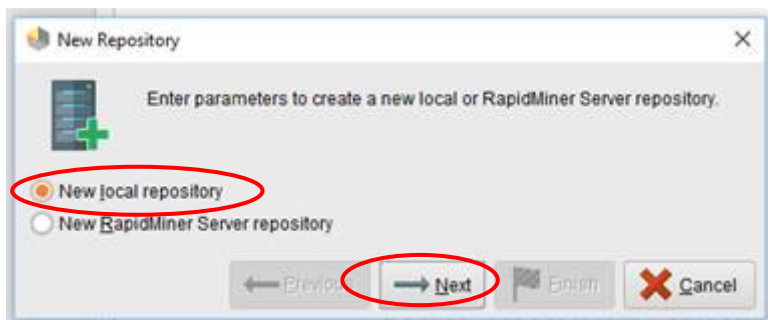 New Repository
Enter parameters to create a new local or RapidMiner Server repository.
New local repository
New RapidMiner Server repository
Previous Next Finish Cancel